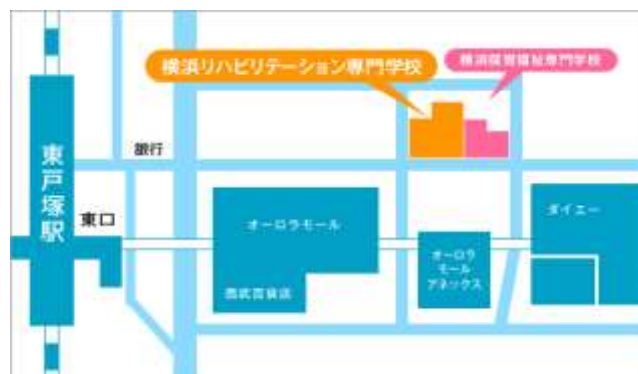 横浜リハビリテーション専門学校
横浜保育福祉専門学校
銀行
東戸塚駅
東口
オーロラモール
西武百貨店
オーロラ
モール
アネックス
ダイエー